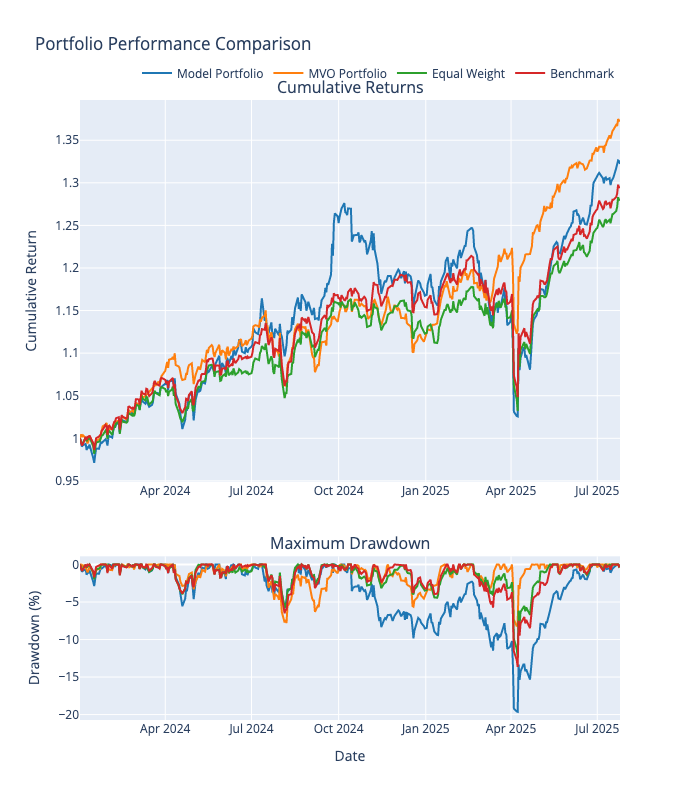 Portfolio Performance Comparison
Model Portfolio MVO Portfolio Equal Weight Benchmark
Cumulative Returns
1.35
1.3
1.25
1.2
1.15
1.1
1.05
1
0.95
Cumulative Return
Apr 2024 Jul 2024 Oct 2024 Jan 2025 Apr 2025 Jul 2025
Maximum Drawdown
0
−5
−10
−15
−20
Drawdown (%)
Apr 2024 Jul 2024 Oct 2024 Jan 2025 Apr 2025 Jul 2025
Date